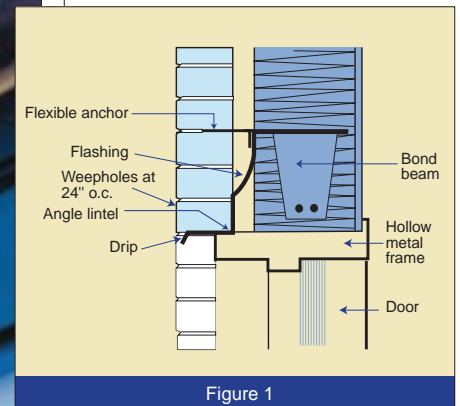 Flexible anchor
Flashing
Weepholes at
24" o.c.
Angle lintel
Drip
Bond
beam
Hollow
metal
frame
Door
Figure 1